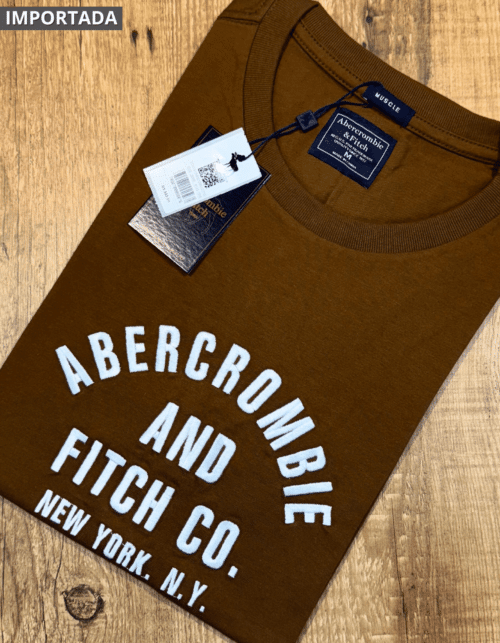 IMPORTADA
MUSCLE
Abercrombie
& Fitch
M
ABERCROMBIE
AND
FITCH CO.
NEW YORK. N.Y.